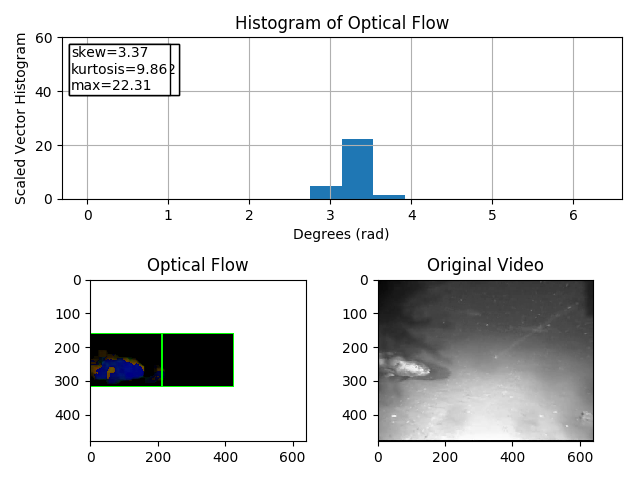 Histogram of Optical Flow
Scaled Vector Histogram
60
40
20
0
skew=3.37
kurtosis=9.862
max=22.31
0 1 2 3 4 5 6
Degrees (rad)
Optical Flow
0
100
200
300
400
0 200 400 600
Original Video
0
100
200
300
400
0 200 400 600